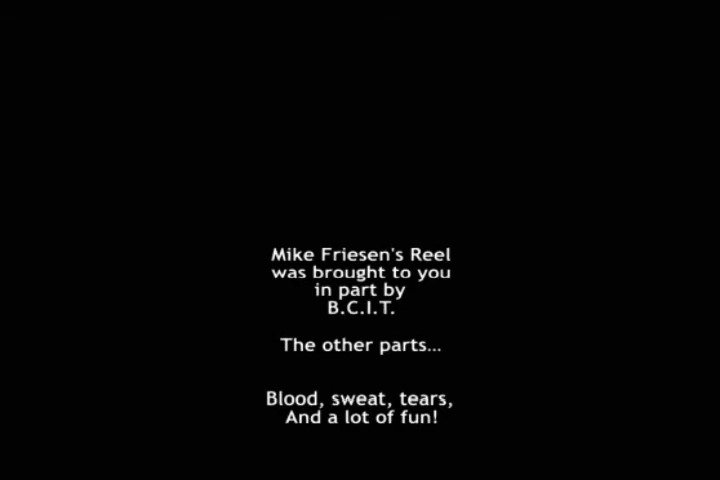 Mike Friesen's Reel
was brought to you
in part by
B.C.I.T.
The other parts...
Blood, sweat, tears,
And a lot of fun!